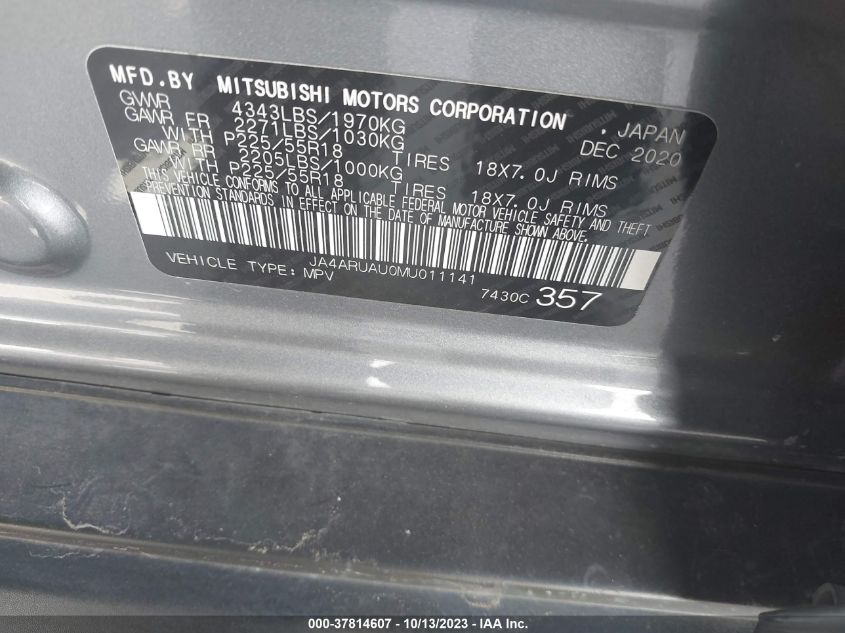 MFD.BY MITSUBISHI MOTORS CORPORATION . JAPAN
GVWR 4343LBS/1970KG DEC 2020
GAWR FR 2271LBS/1030KG
WITH P225/55R18 TIRES 18X7.0J RIMS
GAWR RR 2205LBS/1000KG
WITH P225/55R18 TIRES 18X7.0J RIMS
THIS VEHICLE CONFORMS TO ALL APPLICABLE FEDERAL MOTOR VEHICLE SAFETY AND THEFT
PREVENTION STANDARDS IN EFFECT ON THE DATE OF MANUFACTURE SHOWN ABOVE.
JA4ARUAU0MU011141
VEHICLE TYPE: MPV 7430C 357
000-37814607 - 10/13/2023 - IAA Inc.